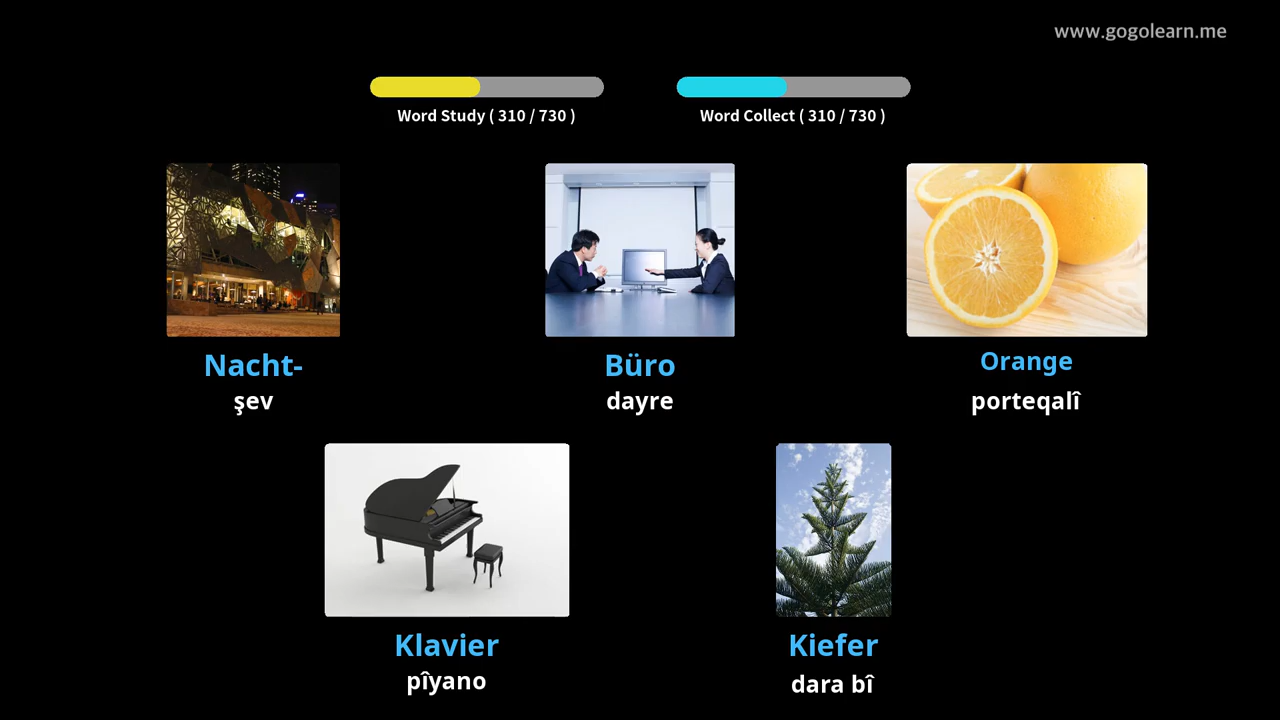 www.gogolearn.me
Word Study ( 310 / 730 )
Word Collect ( 310 / 730 )
Nacht-
şev
Büro
dayre
Orange
porteqalî
Klavier
pîyano
Kiefer
dara bî